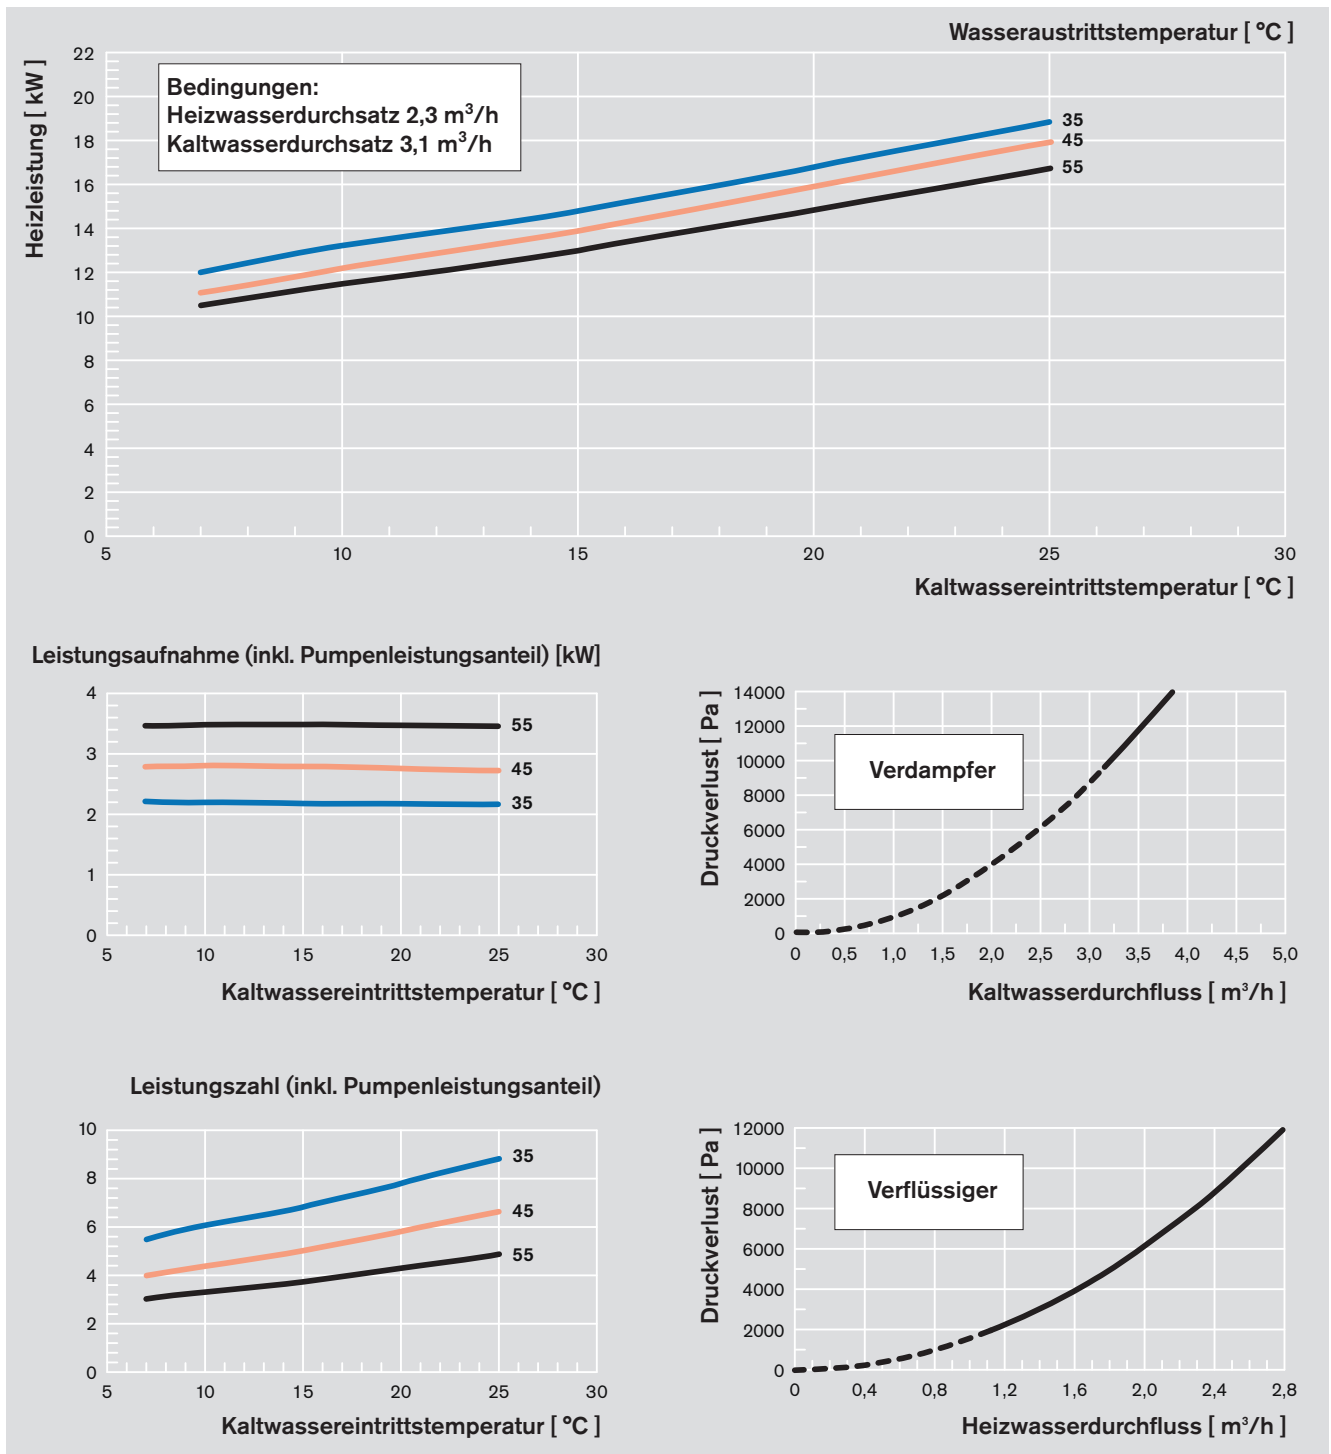 Wasseraustrittstemperatur [ °C ]
Heizleistung [ kW ]
Bedingungen:
Heizwasserdurchsatz 2,3 m³/h
Kaltwasserdurchsatz 3,1 m³/h
22
20
18
16
14
12
10
8
6
4
2
0
35
45
55
5 10 15 20 25 30
Kaltwassereintrittstemperatur [ °C ]
Leistungsaufnahme (inkl. Pumpenleistungsanteil) [kW]
4
3
2
1
0
55
45
35
5 10 15 20 25 30
Kaltwassereintrittstemperatur [ °C ]
Druckverlust [ Pa ]
14000
12000
10000
8000
6000
4000
2000
0
Verdampfer
0 0,5 1,0 1,5 2,0 2,5 3,0 3,5 4,0 4,5 5,0
Kaltwasserdurchfluss [ m³/h ]
Leistungszahl (inkl. Pumpenleistungsanteil)
10
8
6
4
2
0
35
45
55
5 10 15 20 25 30
Kaltwassereintrittstemperatur [ °C ]
Druckverlust [ Pa ]
12000
10000
8000
6000
4000
2000
0
Verflüssiger
0 0,4 0,8 1,2 1,6 2,0 2,4 2,8
Heizwasserdurchfluss [ m³/h ]